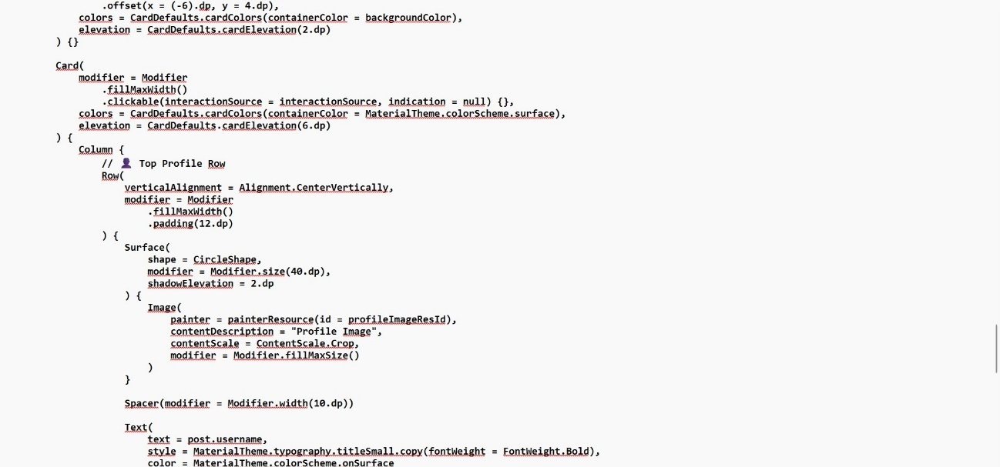 .offset(x = (-6).dp, y = 4.dp),
colors = CardDefaults.cardColors(containerColor = backgroundColor),
elevation = CardDefaults.cardElevation(2.dp)
) {}
Card(
modifier = Modifier
.fillMaxWidth()
.clickable(interactionSource = interactionSource, indication = null) {},
colors = CardDefaults.cardColors(containerColor = MaterialTheme.colorScheme.surface),
elevation = CardDefaults.cardElevation(6.dp)
) {
Column {
// 👤 Top Profile Row
Row(
verticalAlignment = Alignment.CenterVertically,
modifier = Modifier
.fillMaxWidth()
.padding(12.dp)
) {
Surface(
shape = CircleShape,
modifier = Modifier.size(40.dp),
shadowElevation = 2.dp
) {
Image(
painter = painterResource(id = profileImageResId),
contentDescription = "Profile Image",
contentScale = ContentScale.Crop,
modifier = Modifier.fillMaxSize()
)
}
Spacer(modifier = Modifier.width(10.dp))
Text(
text = post.username,
style = MaterialTheme.typography.titleSmall.copy(fontWeight = FontWeight.Bold),
color = MaterialTheme.colorScheme.onSurface